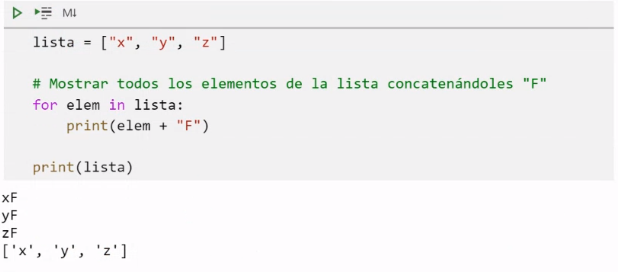 M↓
lista = ["x", "y", "z"]
# Mostrar todos los elementos de la lista concatenándoles "F"
for elem in lista:
    print(elem + "F")
print(lista)
xF
yF
zF
['x', 'y', 'z']